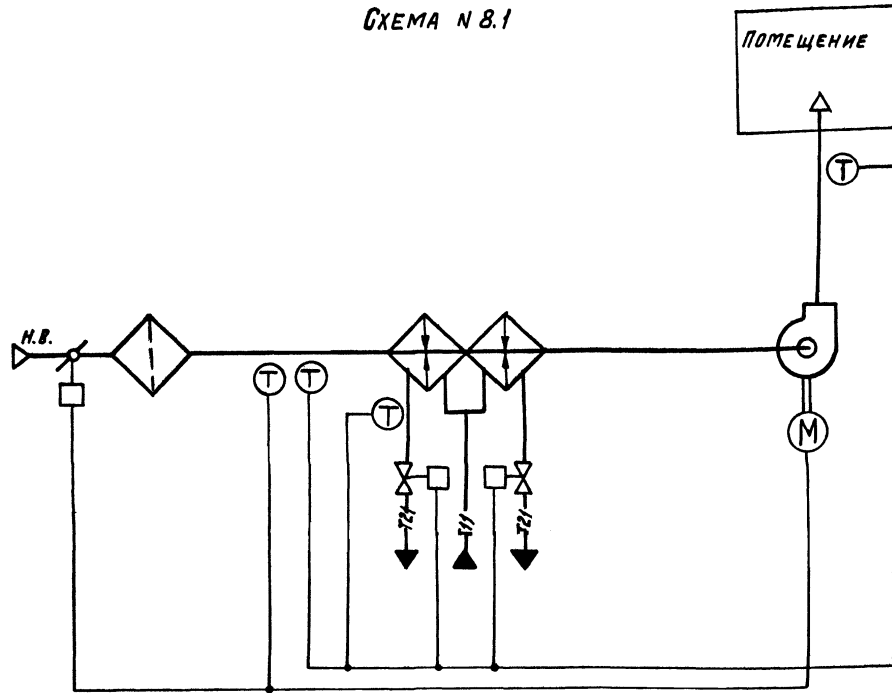 СХЕМА N 8.1
ПОМЕЩЕНИЕ
Т
Н.В.
Т
Т
Т
М
Т21
Т11
Т21